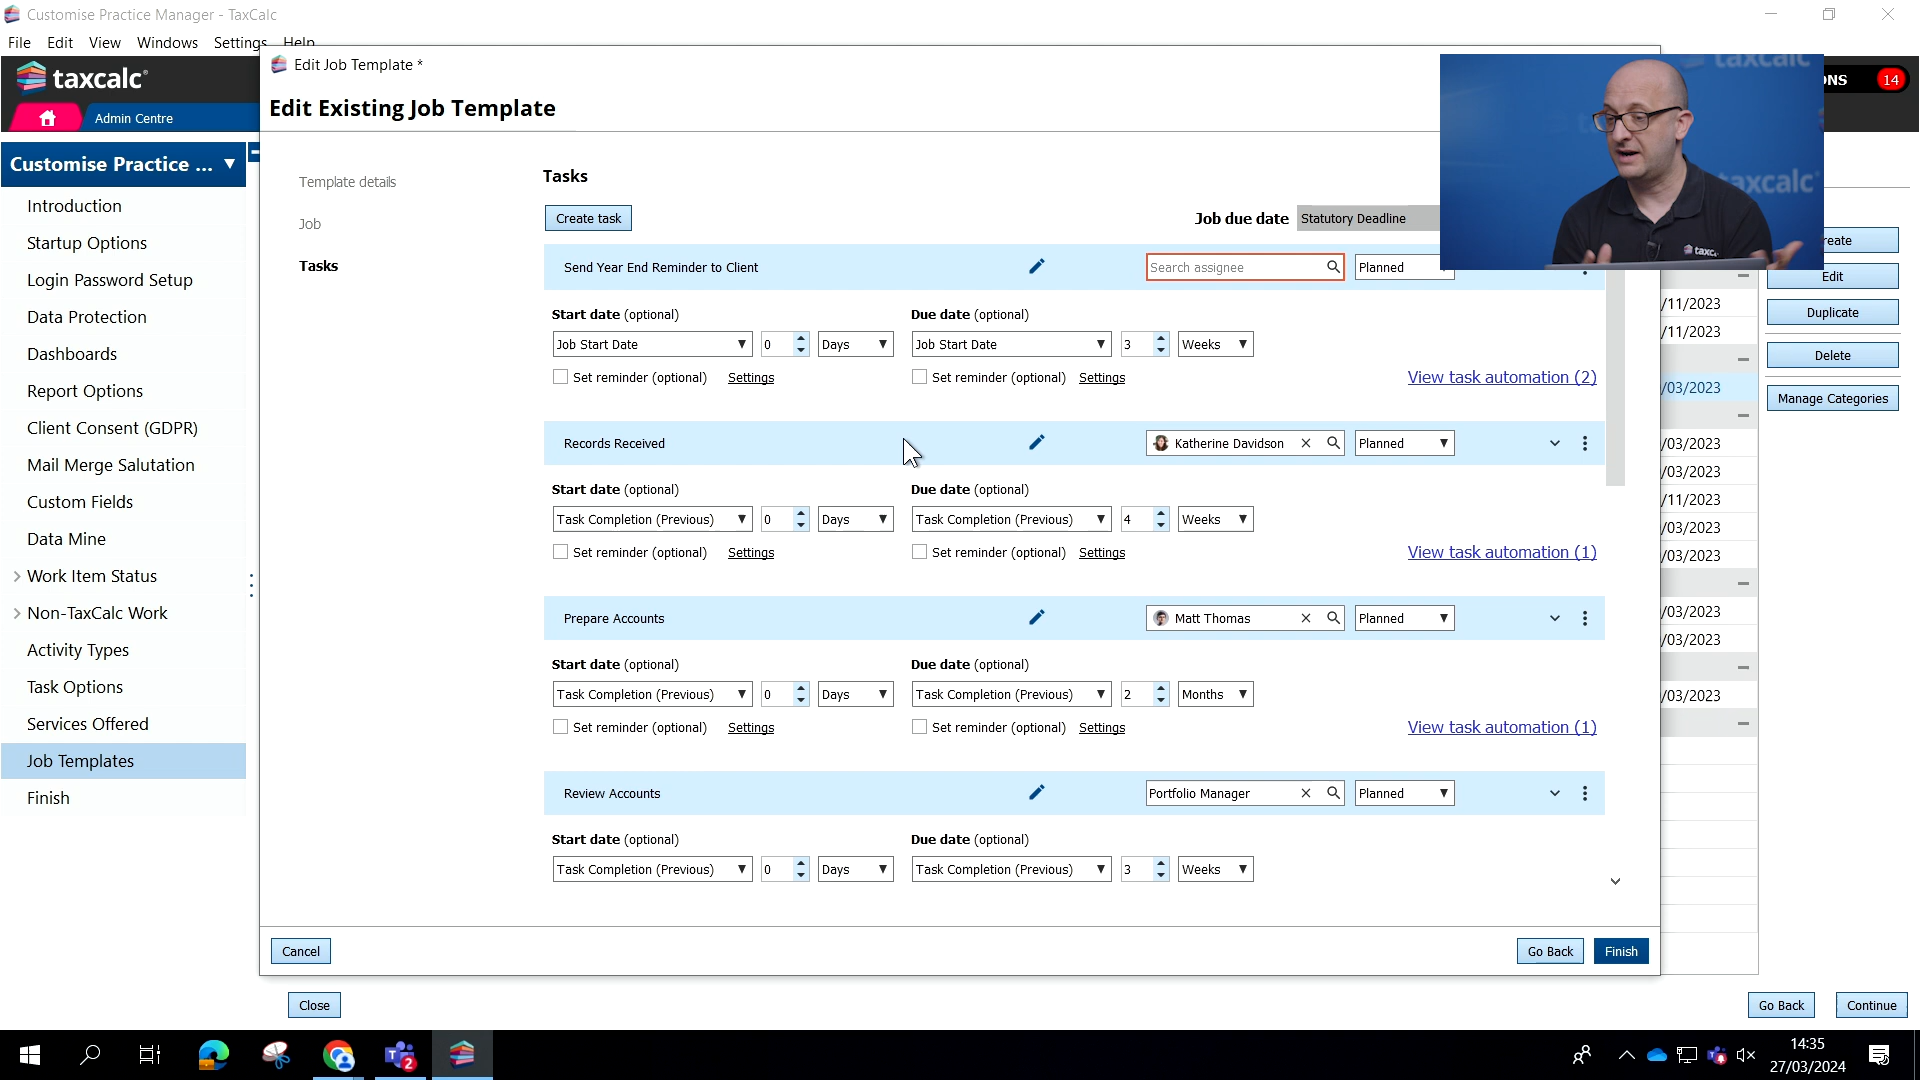 Customise Practice Manager - TaxCalc
File Edit View Windows Settings Help
taxcalc
Admin Centre
14
Customise Practice ...
Introduction
Startup Options
Login Password Setup
Data Protection
Dashboards
Report Options
Client Consent (GDPR)
Mail Merge Salutation
Custom Fields
Data Mine
Work Item Status
Non-TaxCalc Work
Activity Types
Task Options
Services Offered
Job Templates
Finish
Edit Job Template *
Edit Existing Job Template
Template details
Job
Tasks
Tasks
Create task
Job due date Statutory Deadline
Send Year End Reminder to Client Search assignee Planned
Start date (optional) Due date (optional)
Job Start Date 0 Days Job Start Date 3 Weeks
Set reminder (optional) Settings Set reminder (optional) Settings View task automation (2)
Records Received Katherine Davidson Planned
Start date (optional) Due date (optional)
Task Completion (Previous) 0 Days Task Completion (Previous) 4 Weeks
Set reminder (optional) Settings Set reminder (optional) Settings View task automation (1)
Prepare Accounts Matt Thomas Planned
Start date (optional) Due date (optional)
Task Completion (Previous) 0 Days Task Completion (Previous) 2 Months
Set reminder (optional) Settings Set reminder (optional) Settings View task automation (1)
Review Accounts Portfolio Manager Planned
Start date (optional) Due date (optional)
Task Completion (Previous) 0 Days Task Completion (Previous) 3 Weeks
Cancel Go Back Finish
/11/2023
/11/2023
/03/2023
/03/2023
/03/2023
/11/2023
/03/2023
/03/2023
/03/2023
/03/2023
/03/2023
Edit
Duplicate
Delete
Manage Categories
Close Go Back Continue
2
14:35
27/03/2024